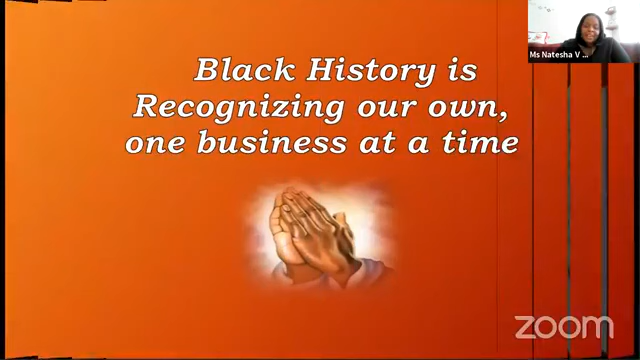 Black History is
Recognizing our own,
one business at a time
Ms Natesha V ...
zoom